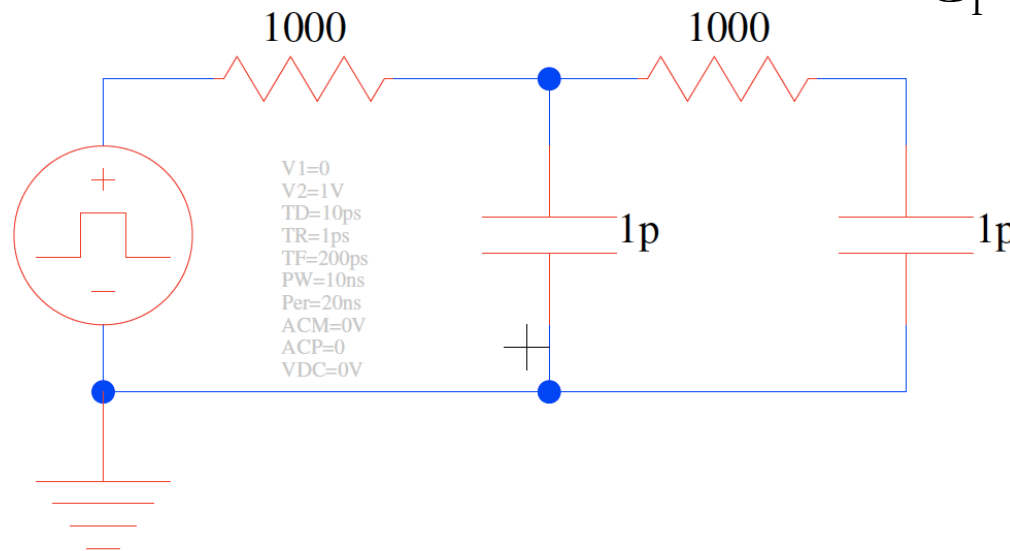 1000
1000
V1=0
V2=1V
TD=10ps
TR=1ps
TF=200ps
PW=10ns
Per=20ns
ACM=0V
ACP=0
VDC=0V
1p
1p